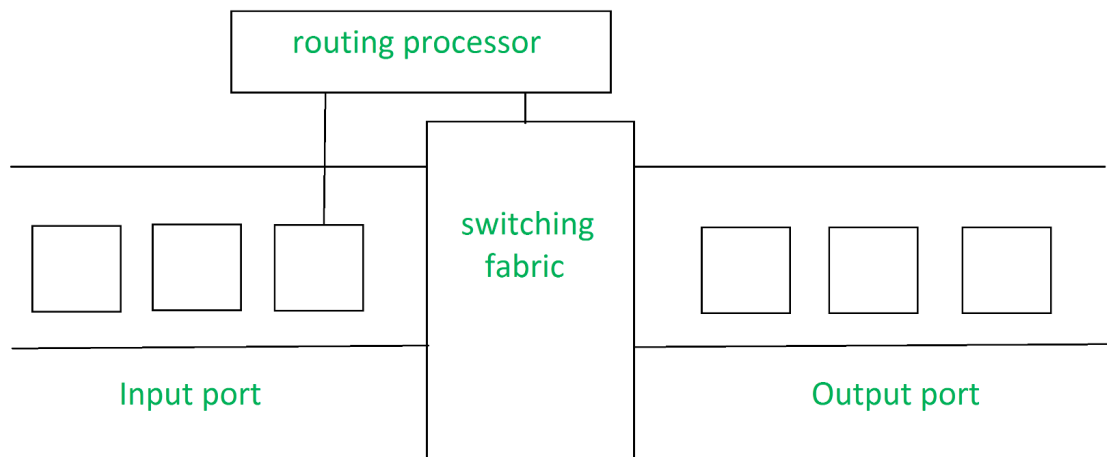 routing processor
switching
fabric
Input port
Output port